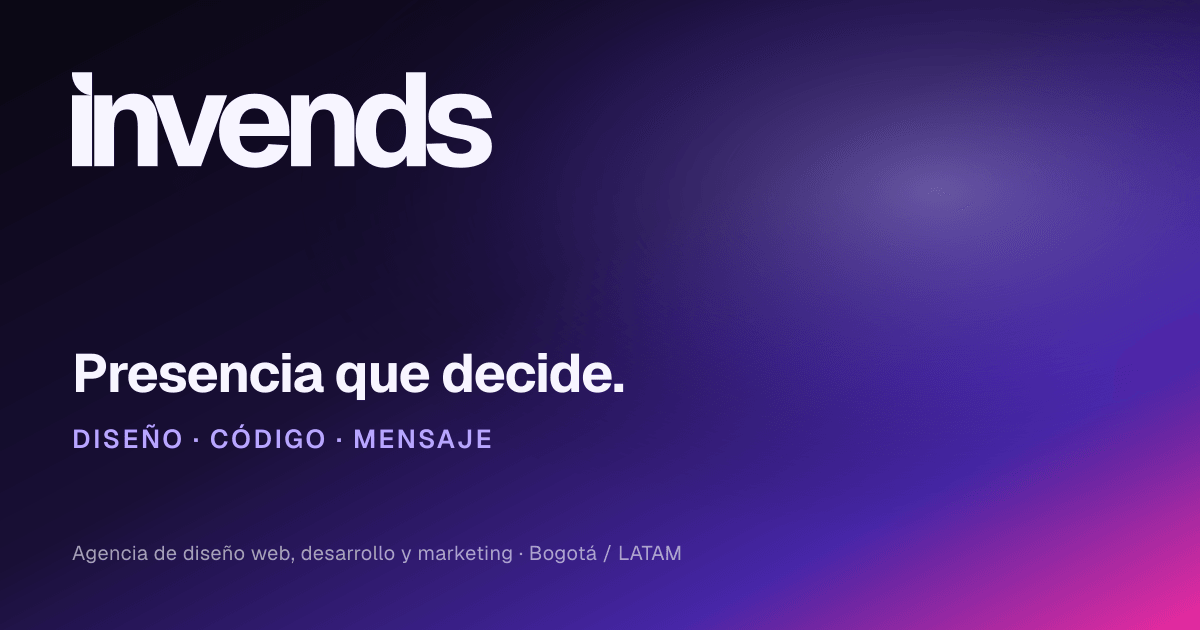 invends
Presencia que decide.
DISEÑO · CÓDIGO · MENSAJE
Agencia de diseño web, desarrollo y marketing · Bogotá / LATAM